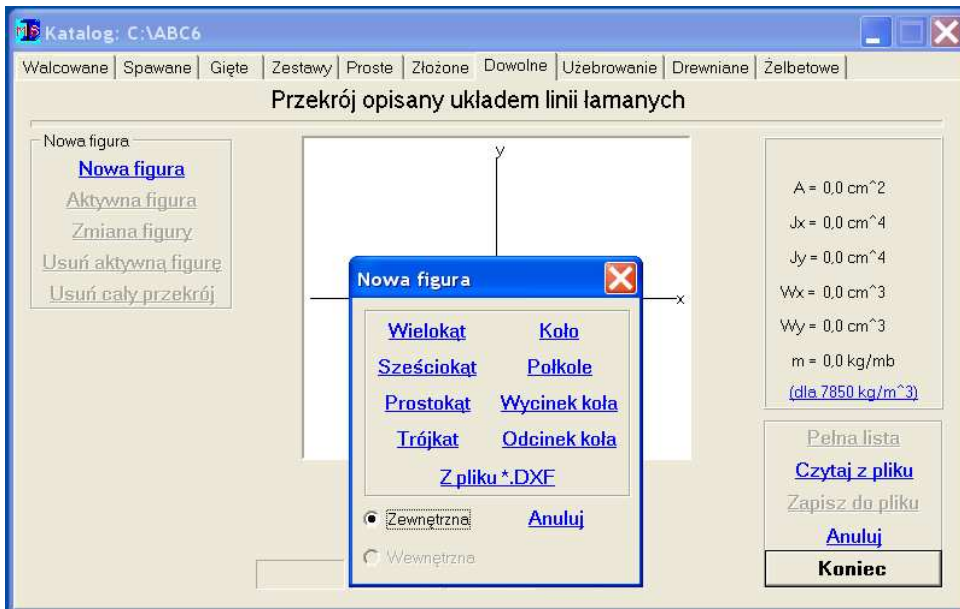 Katalog: C:\ABC6
Walcowane Spawane Gięte Zestawy Proste Złożone Dowolne Użebrowanie Drewniane Żelbetowe
Przekrój opisany układem linii łamanych
Nowa figura
Nowa figura
Aktywna figura
Zmiana figury
Usuń aktywną figurę
Usuń cały przekrój
y
x
Nowa figura
Wielokąt Koło
Sześciokąt Połkole
Prostokąt Wycinek koła
Trójkat Odcinek koła
Z pliku *.DXF
Zewnętrzna Anuluj
Wewnętrzna
A = 0,0 cm^2
Jx = 0,0 cm^4
Jy = 0,0 cm^4
Wx = 0,0 cm^3
Wy = 0,0 cm^3
m = 0,0 kg/mb
(dla 7850 kg/m^3)
Pełna lista
Czytaj z pliku
Zapisz do pliku
Anuluj
Koniec